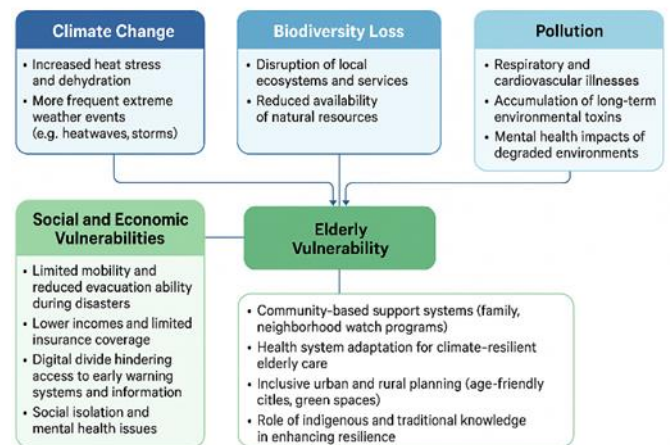 Climate Change
• Increased heat stress
and dehydration
• More frequent extreme
weather events
(e.g. heatwaves, storms)
Biodiversity Loss
• Disruption of local
ecosystems and services
• Reduced availability
of natural resources
Pollution
• Respiratory and
cardiovascular illnesses
• Accumulation of long-term
environmental toxins
• Mental health impacts of
degraded environments
Social and Economic
Vulnerabilities
• Limited mobility and
reduced evacuation ability
during disasters
• Lower incomes and limited
insurance coverage
• Digital divide hindering
access to early warning
systems and information
• Social isolation and
mental health issues
Elderly
Vulnerability
• Community-based support systems (family,
neighborhood watch programs)
• Health system adaptation for climate-resilient
elderly care
• Inclusive urban and rural planning (age-friendly
citles, green spaces)
• Role of indigenous and traditional knowledge
in enhancing resilience